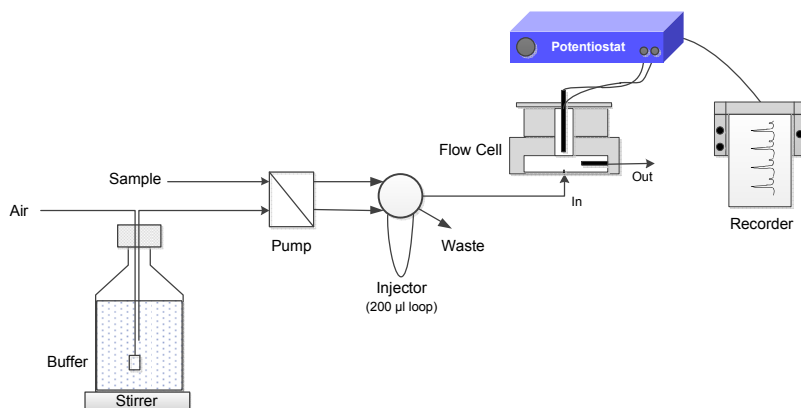 Potentiostat
Flow Cell
Out
In
Recorder
Sample
Air
Pump
Waste
Injector
(200 µl loop)
Buffer
Stirrer